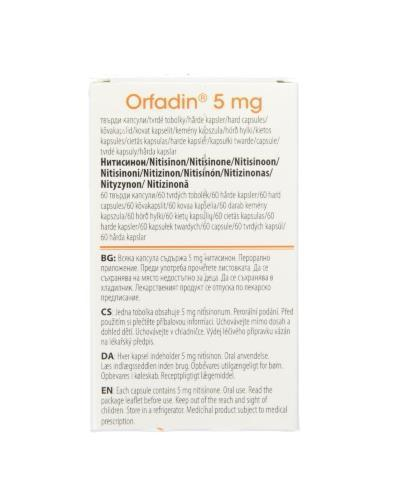 Orfadin® 5 mg
твърди капсули/tvrdé tobolky/hårde kapsler/hard capsules/
kõvakapslid/kovat kapselit/kemény kapszula/hörð hylki/kietos
kapsulės/cietās kapsulas/harde kapsler/kapsułki twarde/capsule/
tvrdé kapsuly/hårda kapslar
Нитисинон/Nitisinon/Nitisinone/Nitisinoon/
Nitisinoni/Nitizinon/Nitisínón/Nitizinonas/
Nityzynon/ Nitizinonă
60 твърди капсули/60 tvrdých tobolek/60 hårde kapsler/60 hard
capsules/60 kõvakapslit/60 kovaa kapselia/60 darab kemény
kapszula/60 hörð hylki/60 kietų kapsulių/60 cietās kapsulas/60
harde kapsler/60 kapsułek twardych/60 capsule/60 tvrdých kapsúl/
60 hårda kapslar
BG: Всяка капсула съдържа 5 mg нитисинон. Перорално
приложение. Преди употреба прочетете листовката. Да се
съхранява на място недостъпно за деца. Да се съхранява в
хладилник. Лекарственият продукт се отпуска по лекарско
предписание.
CS: Jedna tobolka obsahuje 5 mg nitisinonum. Perorální podání. Před
použitím si přečtěte příbalovou informaci. Uchovávejte mimo dosah a
dohled dětí. Uchovávejte v chladničce. Výdej léčivého přípravku vázán
na lékařský předpis.
DA: Hver kapsel indeholder 5 mg nitisinon. Oral anvendelse.
Læs indlægssedlen inden brug. Opbevares utilgængeligt for børn.
Opbevares i køleskab. Receptpligtigt lægemiddel.
EN: Each capsule contains 5 mg nitisinone. Oral use. Read the
package leaflet before use. Keep out of the reach and sight of
children. Store in a refrigerator. Medicinal product subject to medical
prescription.